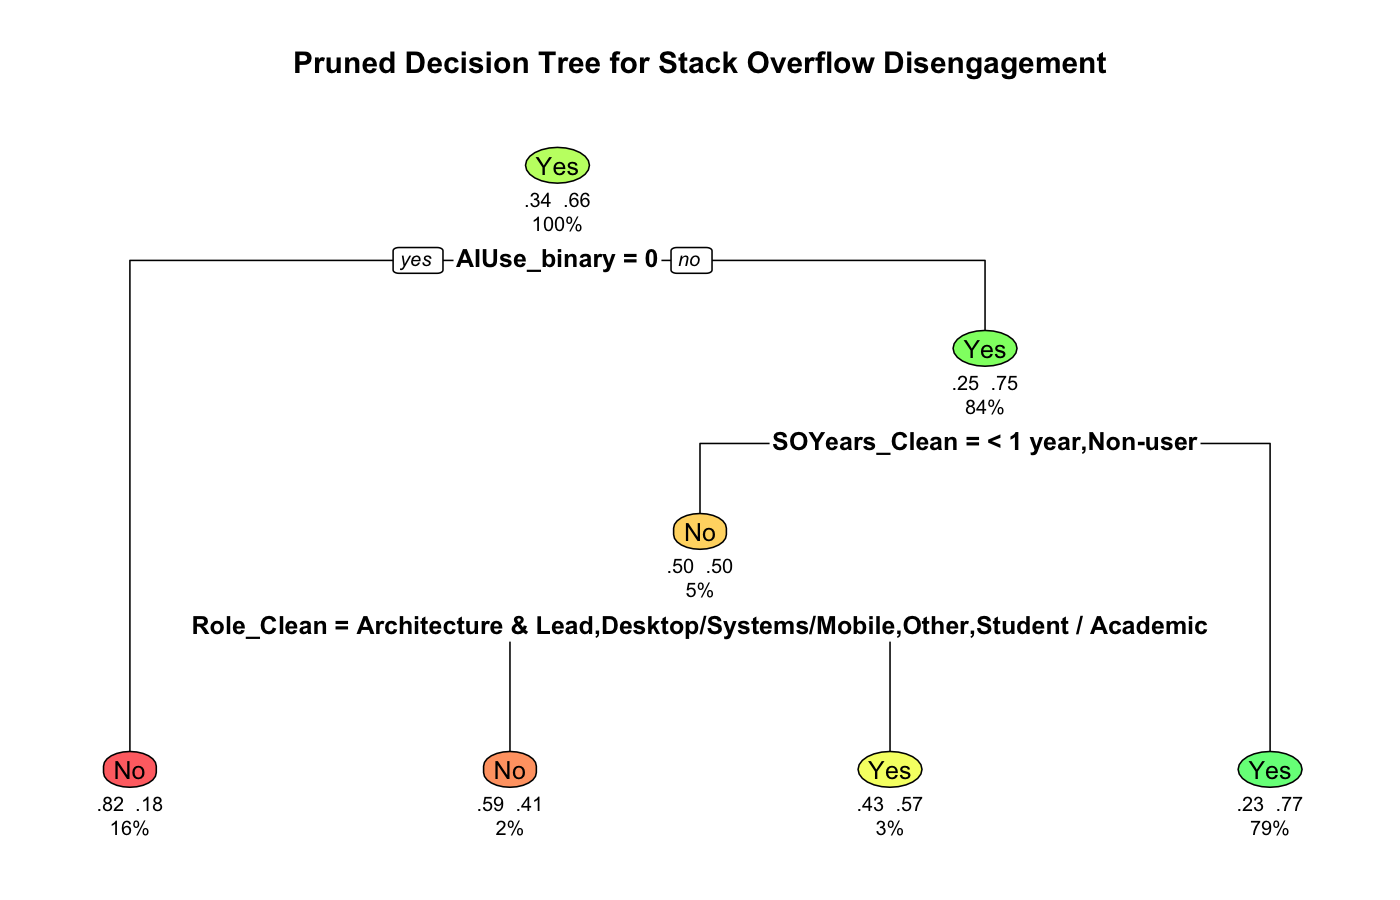 Pruned Decision Tree for Stack Overflow Disengagement
Yes
.34 .66
100%
yes AIUse_binary = 0 no
Yes
.25 .75
84%
SOYears_Clean = < 1 year,Non-user
No
.50 .50
5%
Role_Clean = Architecture & Lead,Desktop/Systems/Mobile,Other,Student / Academic
No No Yes Yes
.82 .18 .59 .41 .43 .57 .23 .77
16% 2% 3% 79%